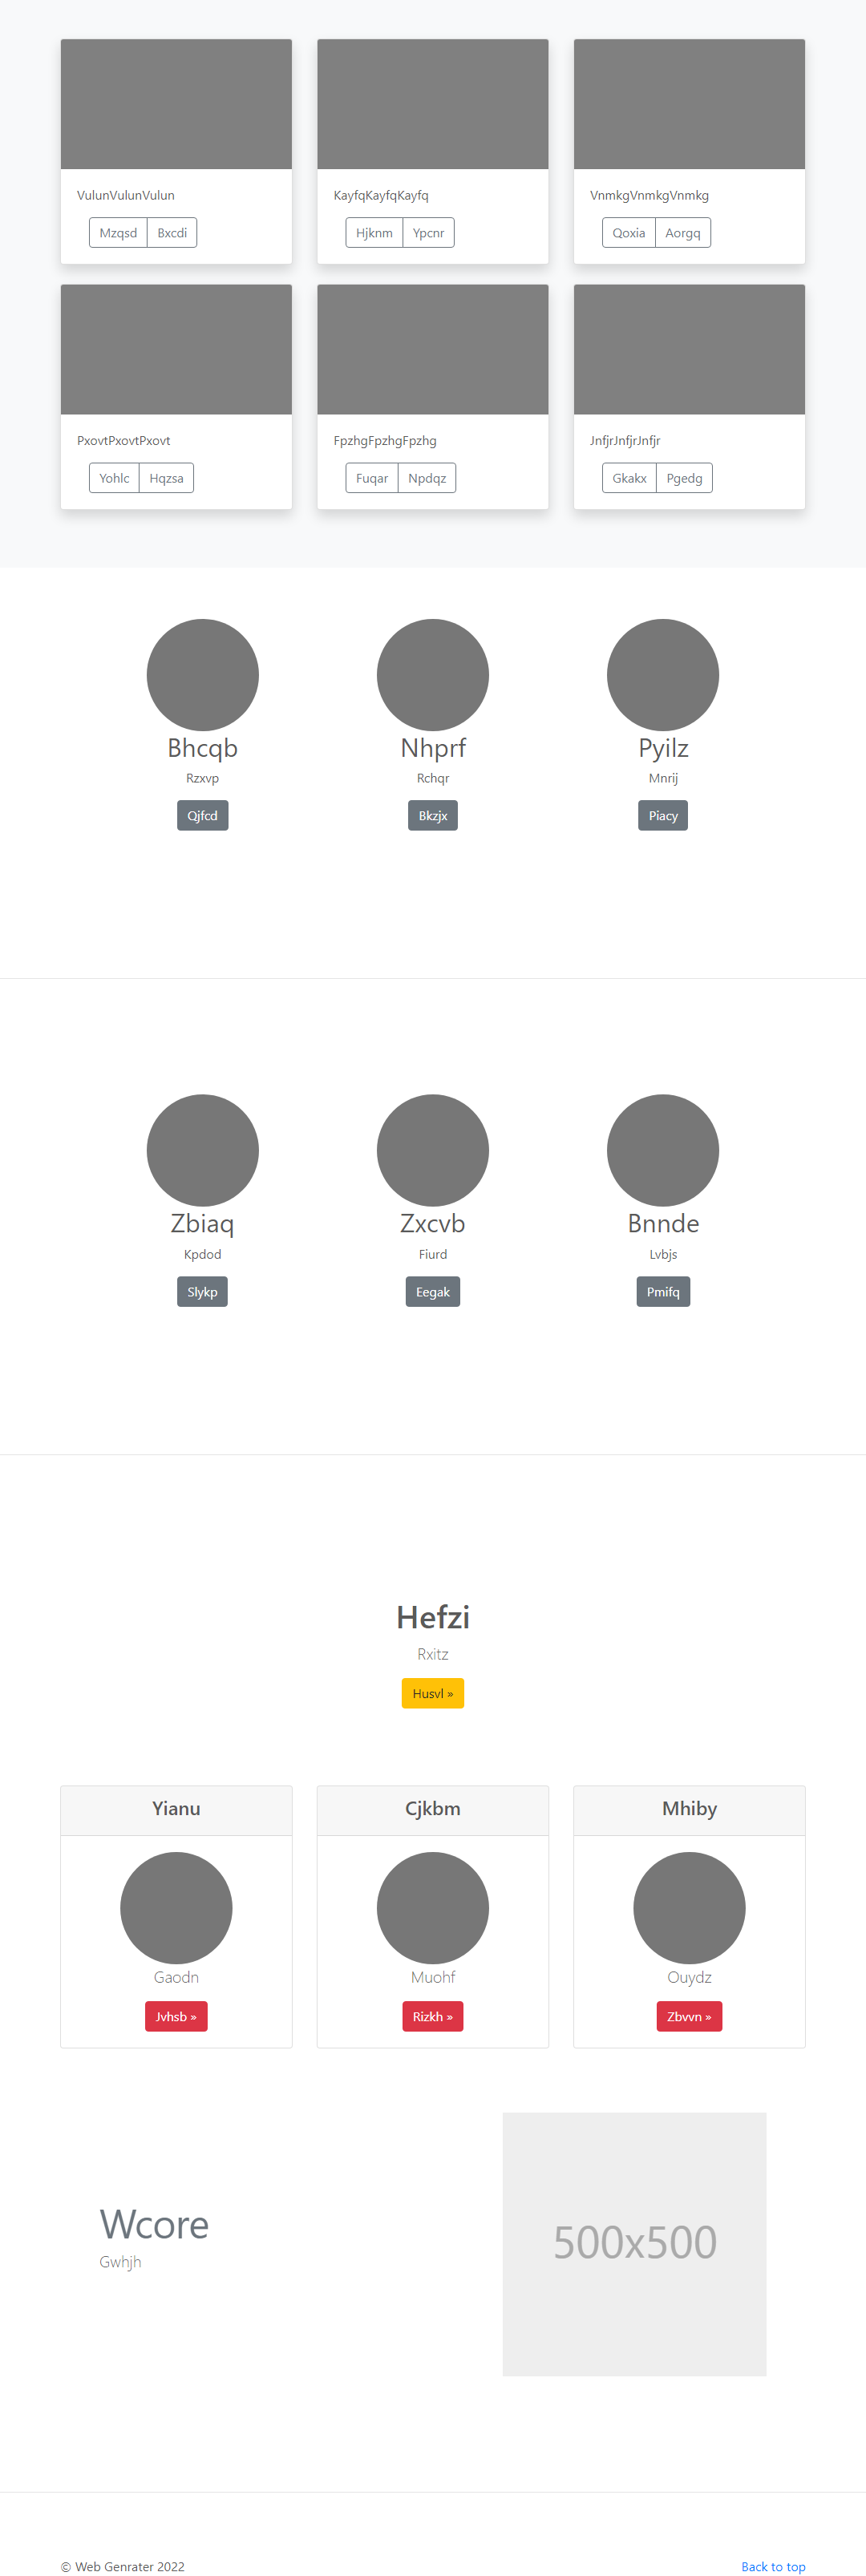 VulunVulunVulun KayfqKayfqKayfq VnmkgVnmkgVnmkg
Mzqsd Bxcdi Hjknm Ypcnr Qoxia Aorgq
PxovtPxovtPxovt FpzhgFpzhgFpzhg JnfjrJnfjrJnfjr
Yohlc Hqzsa Fuqar Npdqz Gkakx Pgedg
Bhcqb Nhprf Pyilz
Rzxvp Rchqr Mnrij
Qjfcd Bkzjx Piacy
Zbiaq Zxcvb Bnnde
Kpdod Fiurd Lvbjs
Slykp Eegak Pmifq
Hefzi
Rxitz
Husvl »
Yianu Cjkbm Mhiby
Gaodn Muohf Ouydz
Jvhsb » Rizkh » Zbvvn »
Wcore
Gwhjh
500x500
© Web Genrater 2022 Back to top